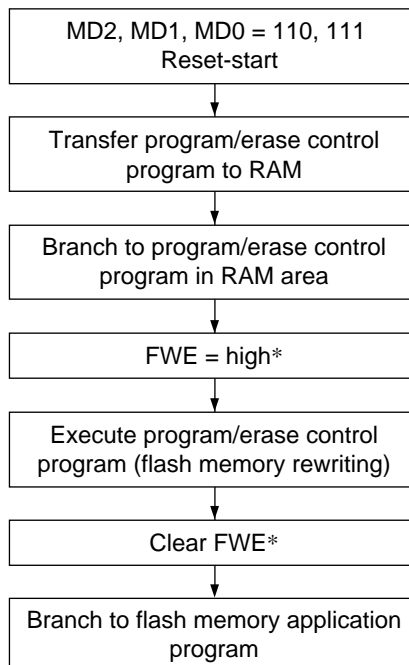 MD2, MD1, MD0 = 110, 111
Reset-start
Transfer program/erase control
program to RAM
Branch to program/erase control
program in RAM area
FWE = high*
Execute program/erase control
program (flash memory rewriting)
Clear FWE*
Branch to flash memory application
program